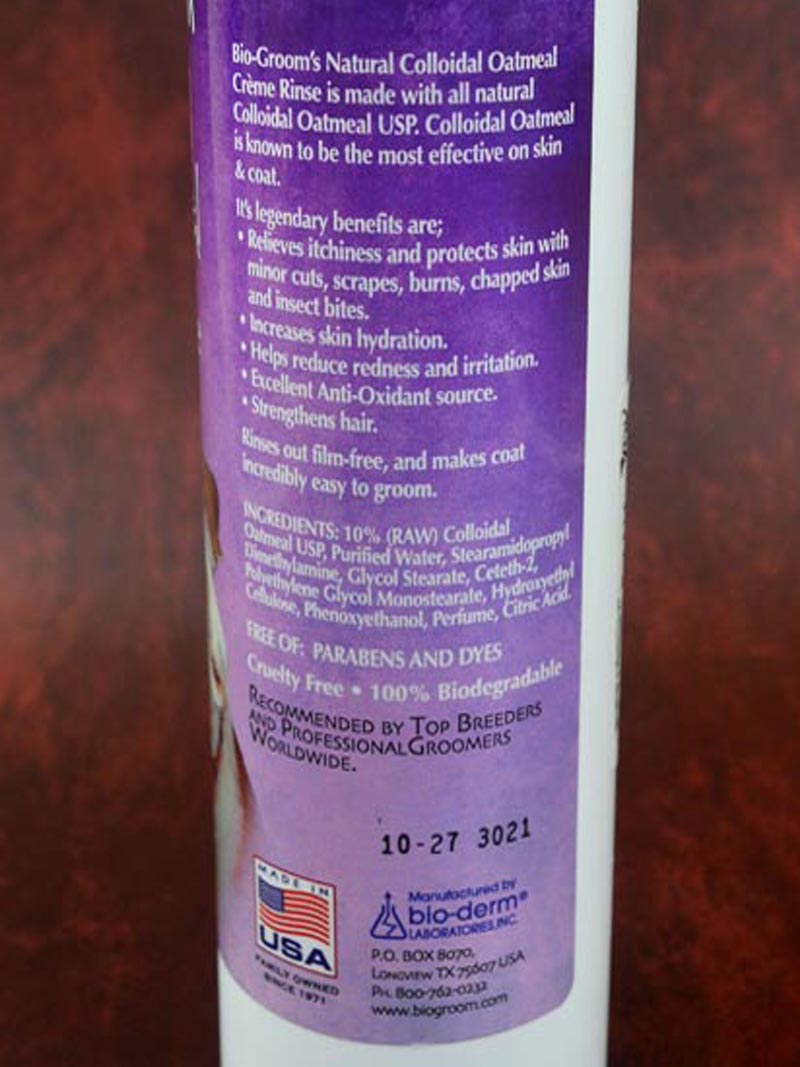 Bio-Groom's Natural Colloidal Oatmeal
Crème Rinse is made with all natural
Colloidal Oatmeal USP. Colloidal Oatmeal
is known to be the most effective on skin
& coat.
It's legendary benefits are;
• Relieves itchiness and protects skin with
minor cuts, scrapes, burns, chapped skin
and insect bites.
• Increases skin hydration.
• Helps reduce redness and irritation.
• Excellent Anti-Oxidant source.
• Strengthens hair.
Rinses out film-free, and makes coat
incredibly easy to groom.
INGREDIENTS: 10% (RAW) Colloidal
Oatmeal USP, Purified Water, Stearamidopropyl
Dimethylamine, Glycol Stearate, Ceteth-2,
Polyethylene Glycol Monostearate, Hydroxyethyl
Cellulose, Phenoxyethanol, Perfume, Citric Acid.
FREE OF: PARABENS AND DYES
Cruelty Free • 100% Biodegradable
RECOMMENDED BY TOP BREEDERS
AND PROFESSIONAL GROOMERS
WORLDWIDE.
10-27 3021
MADE IN
USA
FAMILY OWNED
SINCE 1971
Manufactured by
bio-derm®
LABORATORIES, INC.
P.O. BOX 8070,
LONGVIEW TX 75607 USA
PH. 800-762-0232
www.biogroom.com